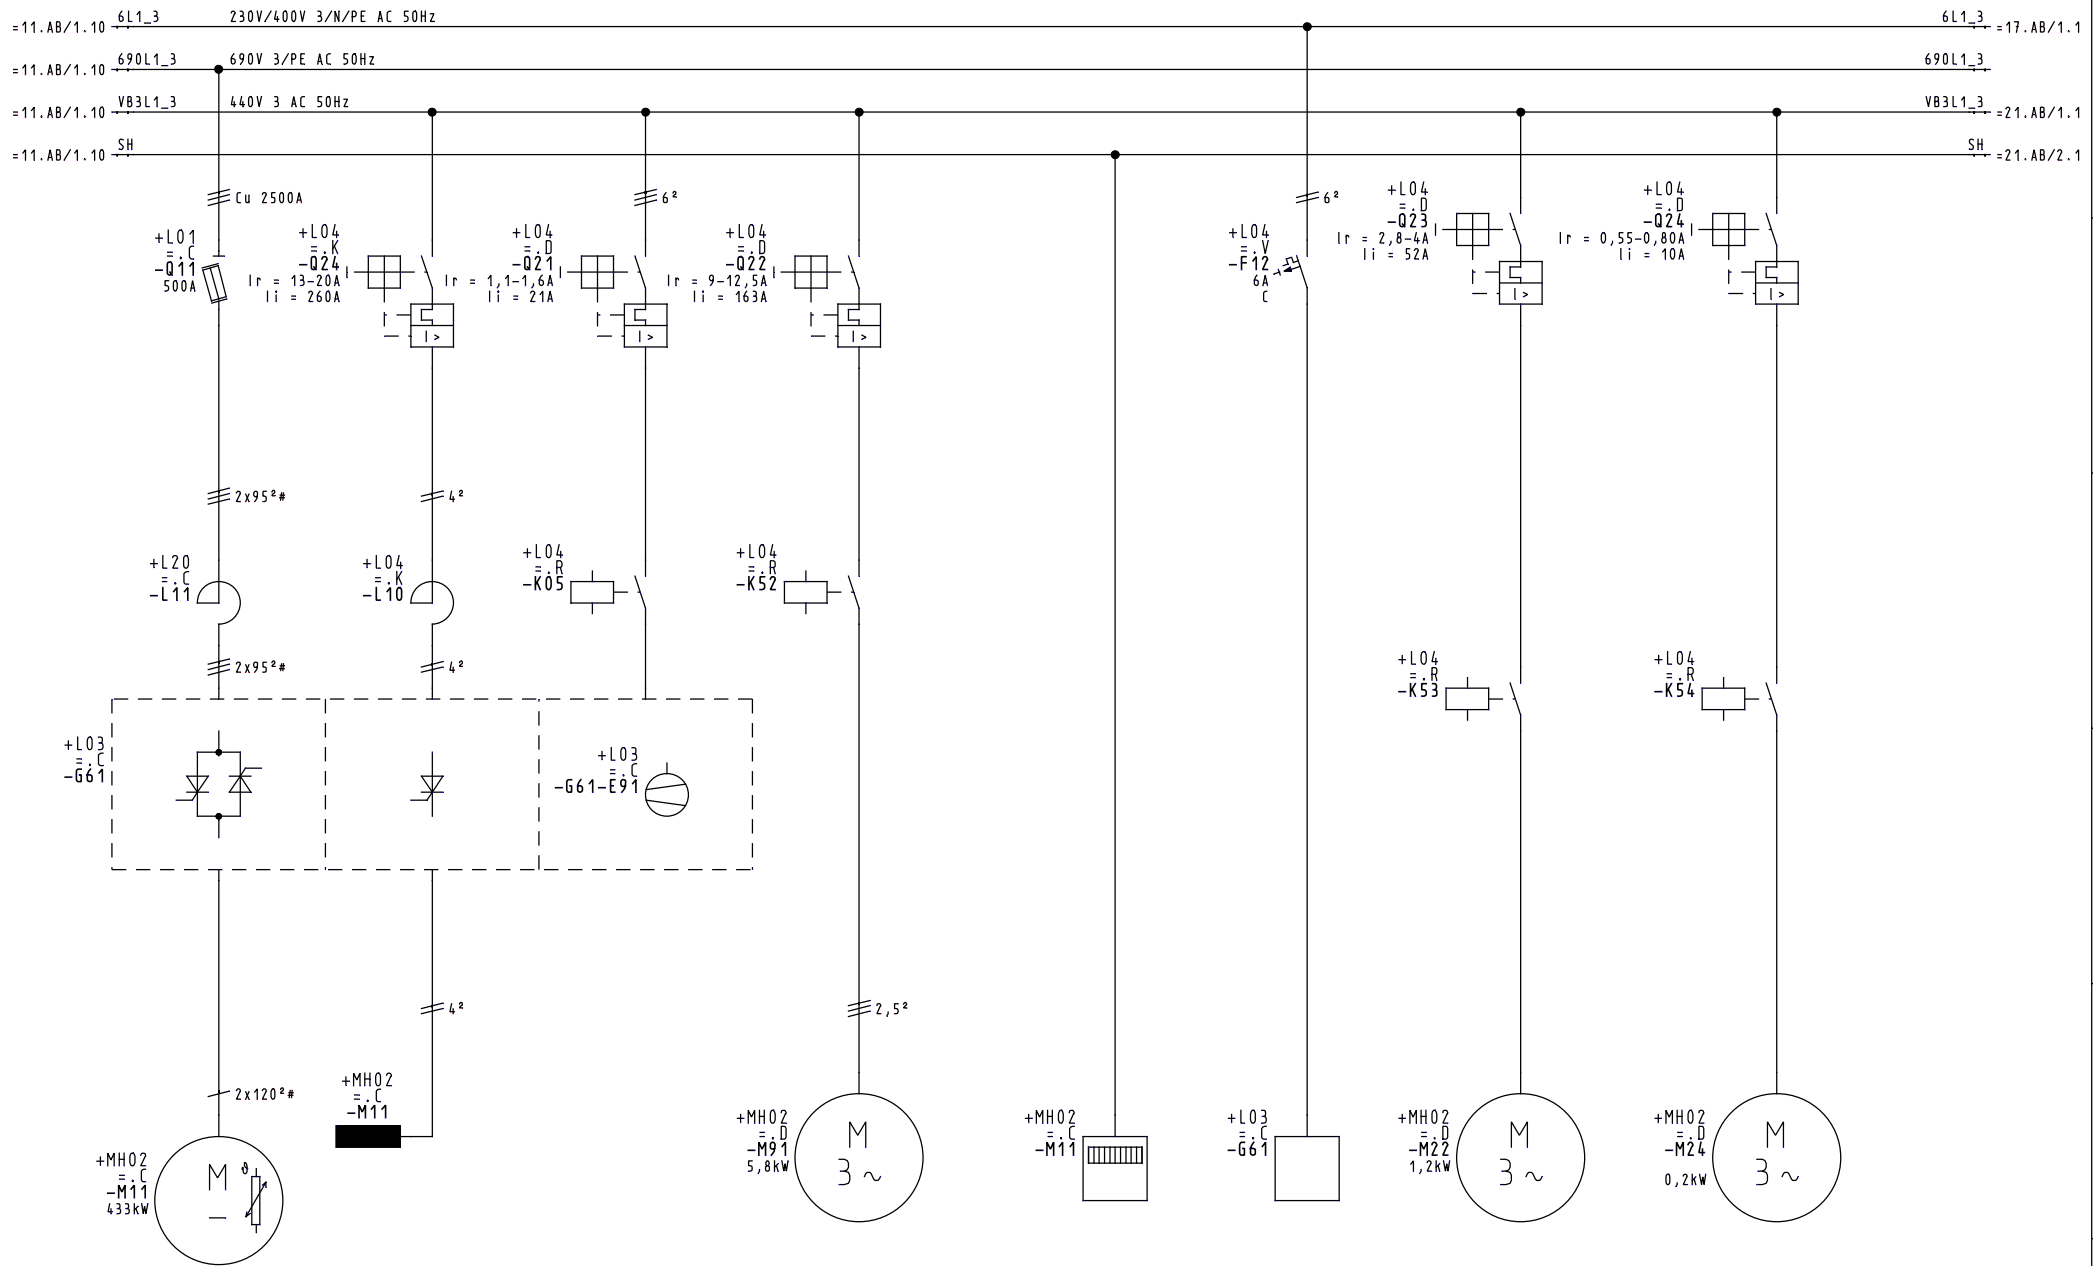 6L1_3 230V/400V 3/N/PE AC 50Hz 6L1_3
=11.AB/1.10 =17.AB/1.1
690L1_3 690V 3/PE AC 50Hz 690L1_3
=11.AB/1.10
VB3L1_3 440V 3 AC 50Hz VB3L1_3
=11.AB/1.10 =21.AB/1.1
SH SH
=11.AB/1.10 =21.AB/2.1
Cu 2500A
6²
6²
+L01
=.C
-Q11
500A
+L04
=.K
-Q24
Ir = 13-20A
Ii = 260A
+L04
=.D
-Q21
Ir = 1,1-1,6A
Ii = 21A
+L04
=.D
-Q22
Ir = 9-12,5A
Ii = 163A
+L04
=.V
-F12
6A
C
+L04
=.D
-Q23
Ir = 2,8-4A
Ii = 52A
+L04
=.D
-Q24
Ir = 0,55-0,80A
Ii = 10A
I >
I >
I >
I >
I >
2x95²#
4²
+L20
=.C
-L11
+L04
=.K
-L10
+L04
=.R
-K05
+L04
=.R
-K52
2x95²#
4²
+L04
=.R
-K53
+L04
=.R
-K54
+L03
=.C
-G61
+L03
=.C
-G61-E91
4²
2,5²
2x120²#
+MH02
=.C
-M11
+MH02
=.C
-M11
433kW
M
—
ϑ
+MH02
=.D
-M91
5,8kW
M
3 ~
+MH02
=.C
-M11
+L03
=.C
-G61
+MH02
=.D
-M22
1,2kW
M
3 ~
+MH02
=.D
-M24
0,2kW
M
3 ~